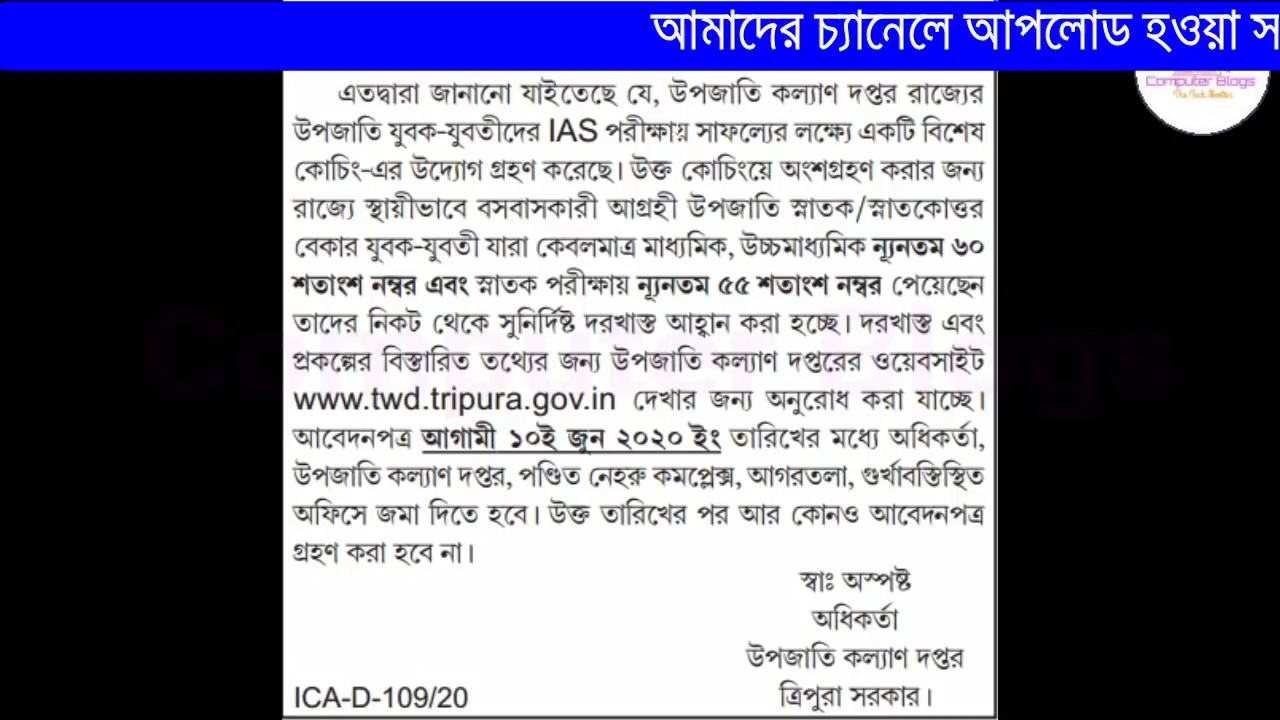 আমাদের চ্যানেলে আপলোড হওয়া স
Computer Blogs
The Tech Master
এতদ্বারা জানানো যাইতেছে যে, উপজাতি কল্যাণ দপ্তর রাজ্যের
উপজাতি যুবক-যুবতীদের IAS পরীক্ষায় সাফল্যের লক্ষ্যে একটি বিশেষ
কোচিং-এর উদ্যোগ গ্রহণ করেছে। উক্ত কোচিংয়ে অংশগ্রহণ করার জন্য
রাজ্যে স্থায়ীভাবে বসবাসকারী আগ্রহী উপজাতি স্নাতক/স্নাতকোত্তর
বেকার যুবক-যুবতী যারা কেবলমাত্র মাধ্যমিক, উচ্চমাধ্যমিক ন্যূনতম ৬০
শতাংশ নম্বর এবং স্নাতক পরীক্ষায় ন্যূনতম ৫৫ শতাংশ নম্বর পেয়েছেন
তাদের নিকট থেকে সুনির্দিষ্ট দরখাস্ত আহ্বান করা হচ্ছে। দরখাস্ত এবং
প্রকল্পের বিস্তারিত তথ্যের জন্য উপজাতি কল্যাণ দপ্তরের ওয়েবসাইট
www.twd.tripura.gov.in দেখার জন্য অনুরোধ করা যাচ্ছে।
আবেদনপত্র আগামী ১০ই জুন ২০২০ ইং তারিখের মধ্যে অধিকর্তা,
উপজাতি কল্যাণ দপ্তর, পণ্ডিত নেহরু কমপ্লেক্স, আগরতলা, গুর্খাবস্তিস্থিত
অফিসে জমা দিতে হবে। উক্ত তারিখের পর আর কোনও আবেদনপত্র
গ্রহণ করা হবে না।
স্বাঃ অস্পষ্ট
অধিকর্তা
উপজাতি কল্যাণ দপ্তর
ICA-D-109/20 ত্রিপুরা সরকার।
Computer Blogs